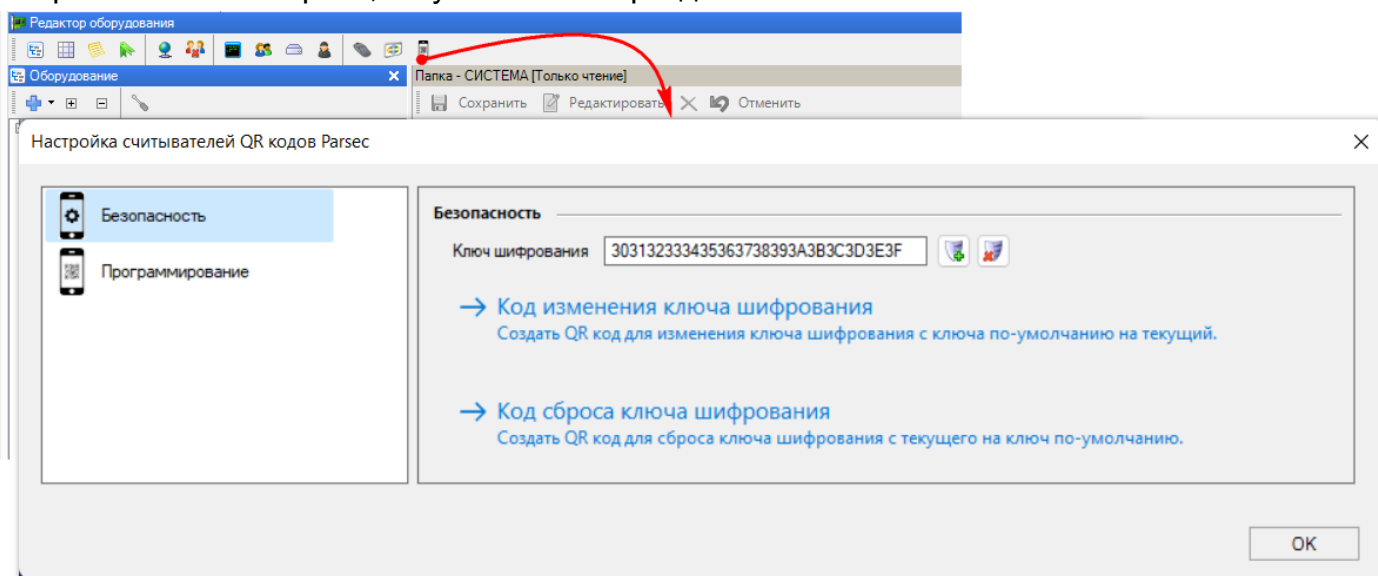 Редактор оборудования
Оборудование
Папка - СИСТЕМА [Только чтение]
Сохранить Редактировать Отменить
Настройка считывателей QR кодов Parsec
Безопасность
Программирование
Безопасность
Ключ шифрования 303132333435363738393A3B3C3D3E3F
Код изменения ключа шифрования
Создать QR код для изменения ключа шифрования с ключа по-умолчанию на текущий.
Код сброса ключа шифрования
Создать QR код для сброса ключа шифрования с текущего на ключ по-умолчанию.
OK